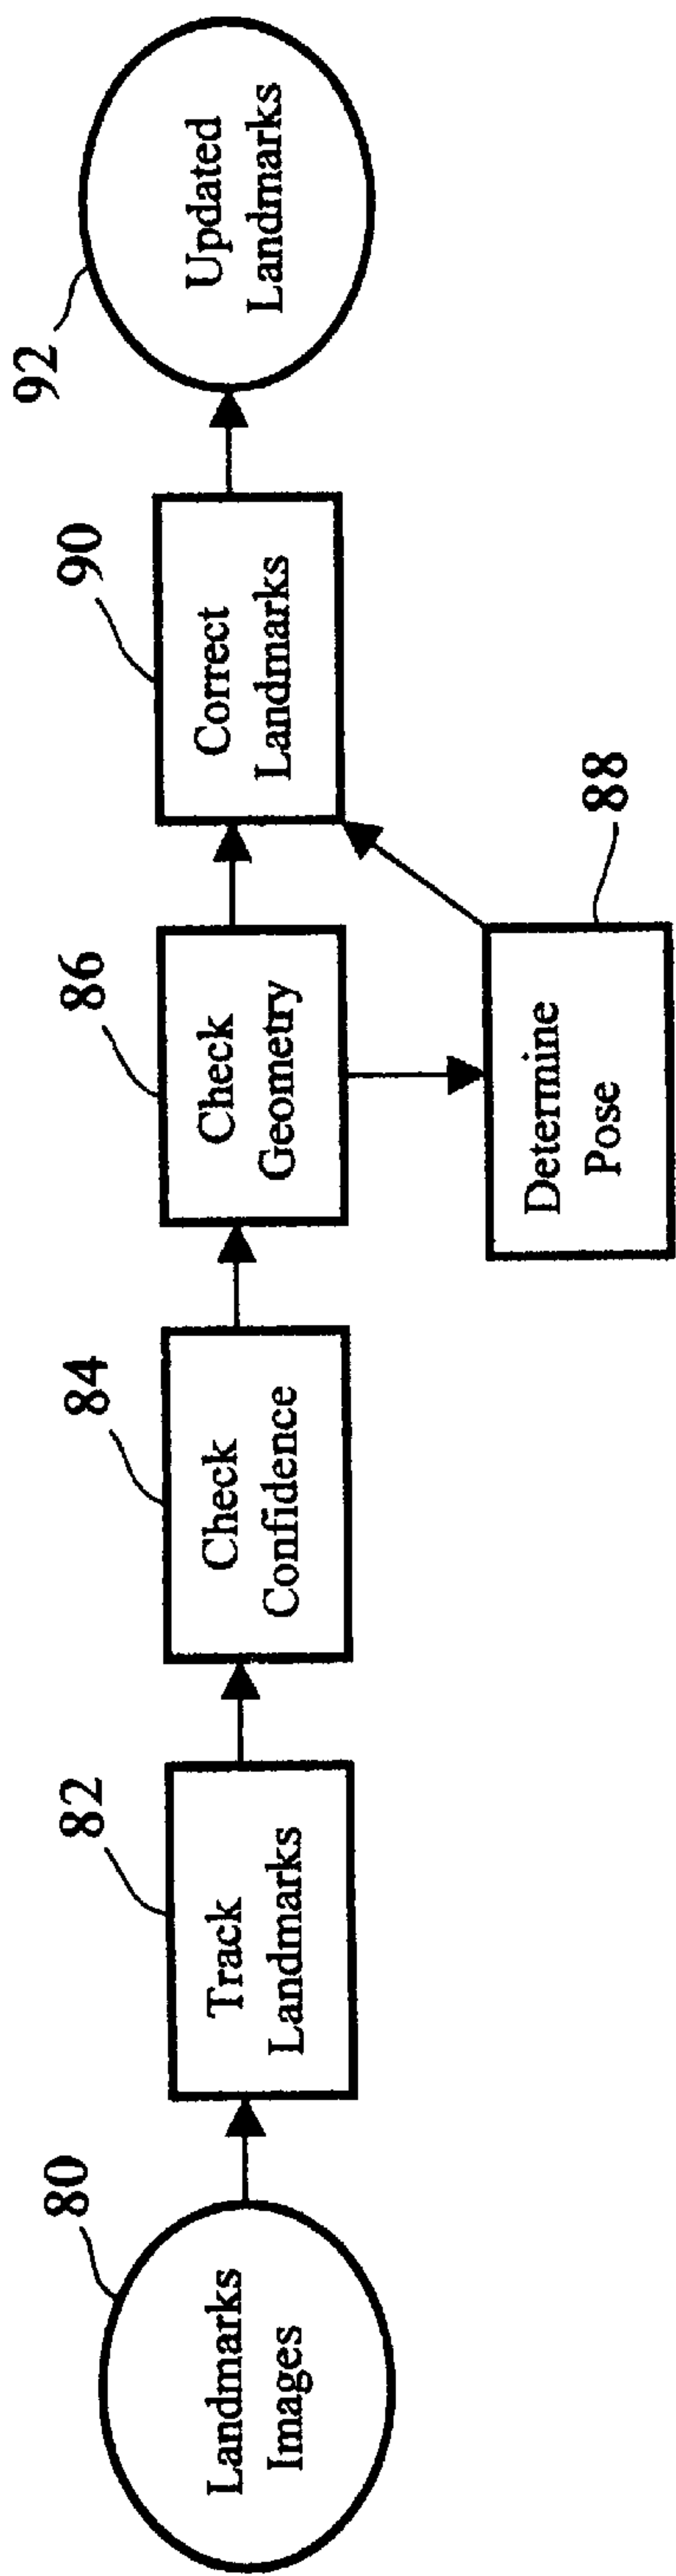 80
Landmarks
Images
82
Track
Landmarks
84
Check
Confidence
86
Check
Geometry
88
Determine
Pose
90
Correct
Landmarks
92
Updated
Landmarks